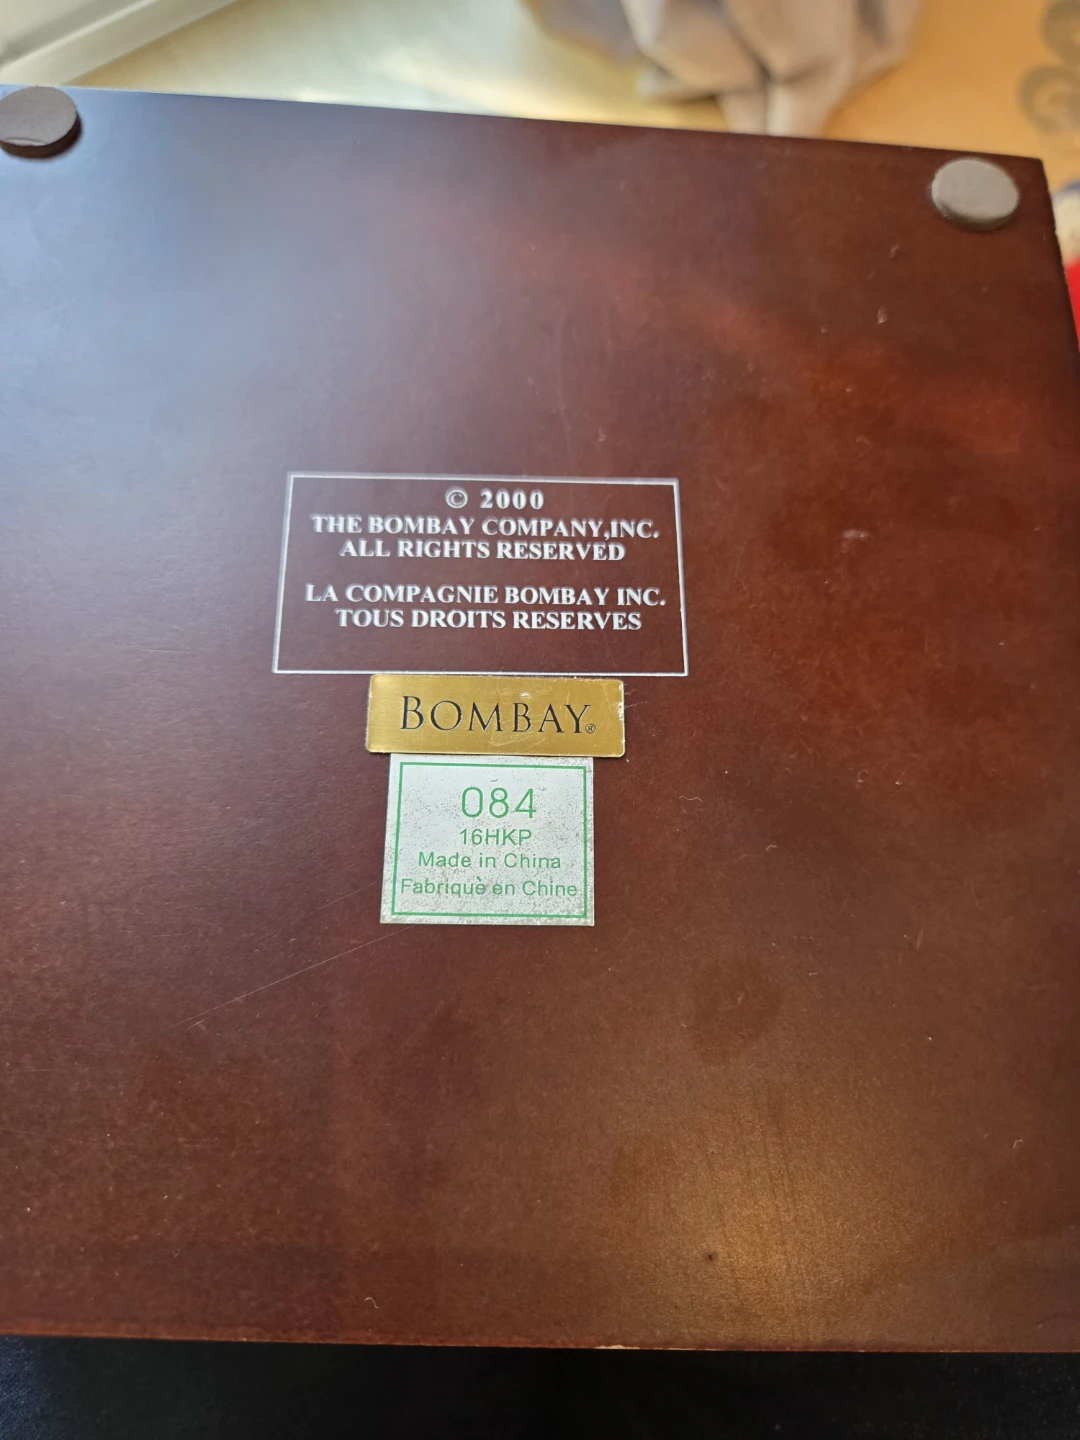 © 2000
THE BOMBAY COMPANY,INC.
ALL RIGHTS RESERVED
LA COMPAGNIE BOMBAY INC.
TOUS DROITS RESERVES
BOMBAY®
084
16HKP
Made in China
Fabriquè en Chine